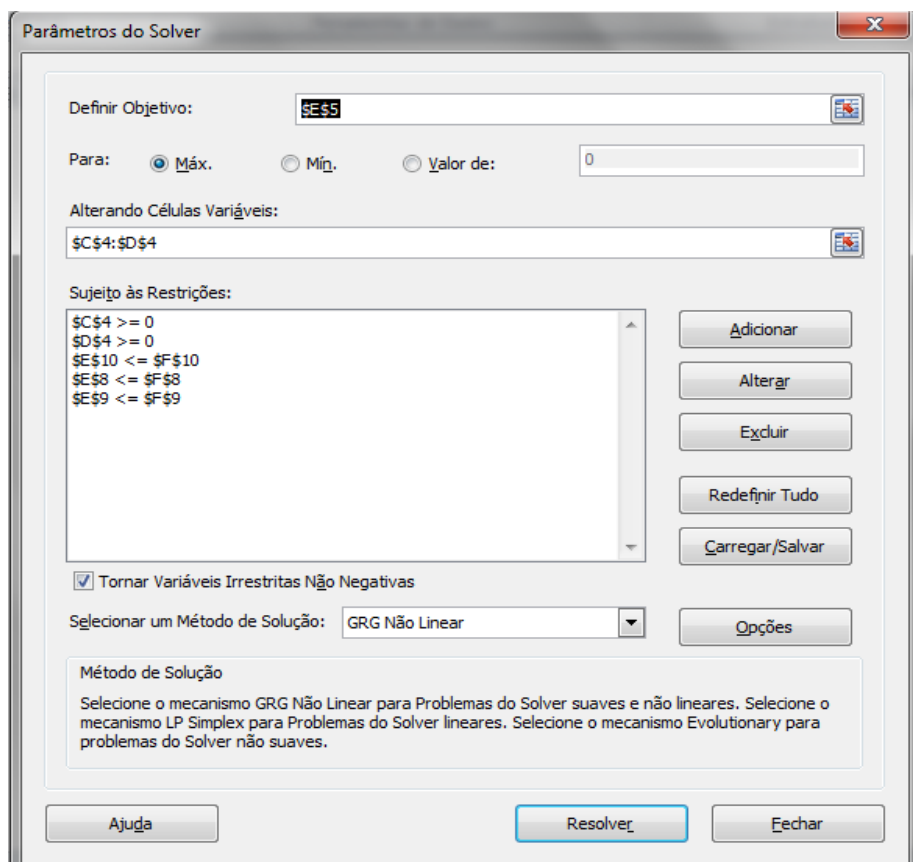 Parâmetros do Solver
Definir Objetivo: $E$5
Para: Máx. Mín. Valor de: 0
Alterando Células Variáveis:
$C$4:$D$4
Sujeito às Restrições:
$C$4 >= 0
$D$4 >= 0
$E$10 <= $F$10
$E$8 <= $F$8
$E$9 <= $F$9
Adicionar
Alterar
Excluir
Redefinir Tudo
Carregar/Salvar
Tornar Variáveis Irrestritas Não Negativas
Selecionar um Método de Solução: GRG Não Linear
Opções
Método de Solução
Selecione o mecanismo GRG Não Linear para Problemas do Solver suaves e não lineares. Selecione o
mecanismo LP Simplex para Problemas do Solver lineares. Selecione o mecanismo Evolutionary para
problemas do Solver não suaves.
Ajuda Resolver Fechar